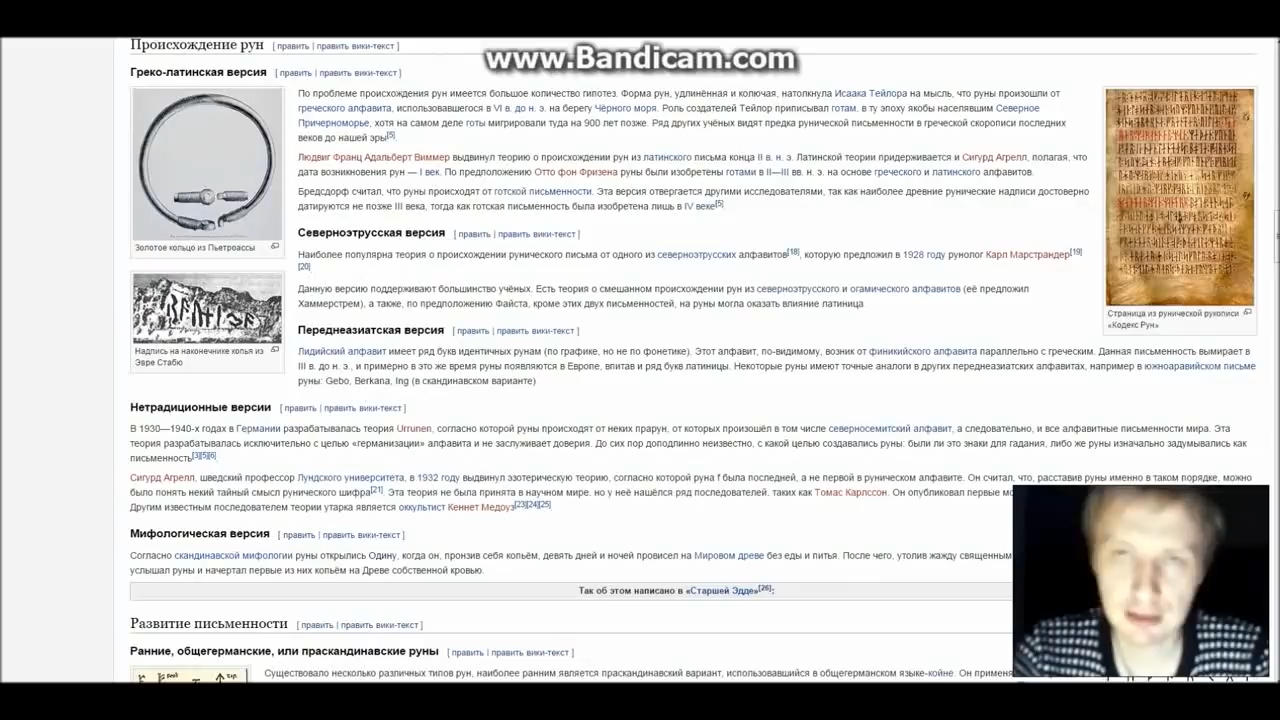 www.Bandicam.com
Происхождение рун [ править | править вики-текст ]
Греко-латинская версия [ править | править вики-текст ]
По проблеме происхождения рун имеется большое количество гипотез. Форма рун, удлинённая и колючая, натолкнула Исаака Тейлора на мысль, что руны произошли от
греческого алфавита, использовавшегося в VI в. до н. э. на берегу Чёрного моря. Роль создателей Тейлор приписывал готам, в ту эпоху якобы населявшим Северное
Причерноморье, хотя на самом деле готы мигрировали туда на 900 лет позже. Ряд других учёных видят предка рунической письменности в греческой скорописи последних
веков до нашей эры[5].
Людвиг Франц Адальберт Виммер выдвинул теорию о происхождении рун из латинского письма конца II в. н. э. Латинской теории придерживается и Сигурд Агрелл, полагая, что
дата возникновения рун — I век. По предположению Отто фон Фризена руны были изобретены готами в II—III вв. н. э. на основе греческого и латинского алфавитов.
Бредсдорф считал, что руны происходят от готской письменности. Эта версия отвергается другими исследователями, так как наиболее древние рунические надписи достоверно
датируются не позже III века, тогда как готская письменность была изобретена лишь в IV веке[5]
Золотое кольцо из Пьетроассы
Североэтрусская версия [ править | править вики-текст ]
Наиболее популярна теория о происхождении рунического письма от одного из североэтрусских алфавитов[18], которую предложил в 1928 году рунолог Карл Марстрандер[19]
[20]
Данную версию поддерживают большинство учёных. Есть теория о смешанном происхождении рун из североэтрусского и огамического алфавитов (её предложил
Хаммерстрем), а также, по предположению Файста, кроме этих двух письменностей, на руны могла оказать влияние латиница
Страница из рунической рукописи
«Кодекс Рун»
Надпись на наконечнике копья из
Эвре Стабю
Переднеазиатская версия [ править | править вики-текст ]
Лидийский алфавит имеет ряд букв идентичных рунам (по графике, но не по фонетике). Этот алфавит, по-видимому, возник от финикийского алфавита параллельно с греческим. Данная письменность вымирает в
III в. до н. э., и примерно в это же время руны появляются в Европе, впитав и ряд букв латиницы. Некоторые руны имеют точные аналоги в других переднеазиатских алфавитах, например в южноаравийском письме
руны: Gebo, Berkana, Ing (в скандинавском варианте)
Нетрадиционные версии [ править | править вики-текст ]
В 1930—1940-х годах в Германии разрабатывалась теория Urrunen, согласно которой руны происходят от неких прарун, от которых произошёл в том числе северносемитский алфавит, а следовательно, и все алфавитные письменности мира. Эта
теория разрабатывалась исключительно с целью «германизации» алфавита и не заслуживает доверия. До сих пор доподлинно неизвестно, с какой целью создавались руны: были ли это знаки для гадания, либо же руны изначально задумывались как
письменность[3][5][6]
Сигурд Агрелл, шведский профессор Лундского университета, в 1932 году выдвинул эзотерическую теорию, согласно которой руна f была последней, а не первой в руническом алфавите. Он считал, что, расставив руны именно в таком порядке, можно
было понять некий тайный смысл рунического шифра[21]. Эта теория не была принята в научном мире, но у неё нашёлся ряд последователей, таких как Томас Карлссон. Он опубликовал первые
Другим известным последователем теории утарка является оккультист Кеннет Медоуз[23][24][25]
Мифологическая версия [ править | править вики-текст ]
Согласно скандинавской мифологии руны открылись Одину, когда он, пронзив себя копьём, девять дней и ночей провисел на Мировом древе без еды и питья. После чего, утолив жажду священным
услышал руны и начертал первые из них копьём на Древе собственной кровью.
Так об этом написано в «Старшей Эдде»[26]:
Развитие письменности [ править | править вики-текст ]
Ранние, общегерманские, или праскандинавские руны [ править | править вики-текст ]
Существовало несколько различных типов рун, наиболее ранним является праскандинавский вариант, использовавшийся в общегерманском языке-койне. Он